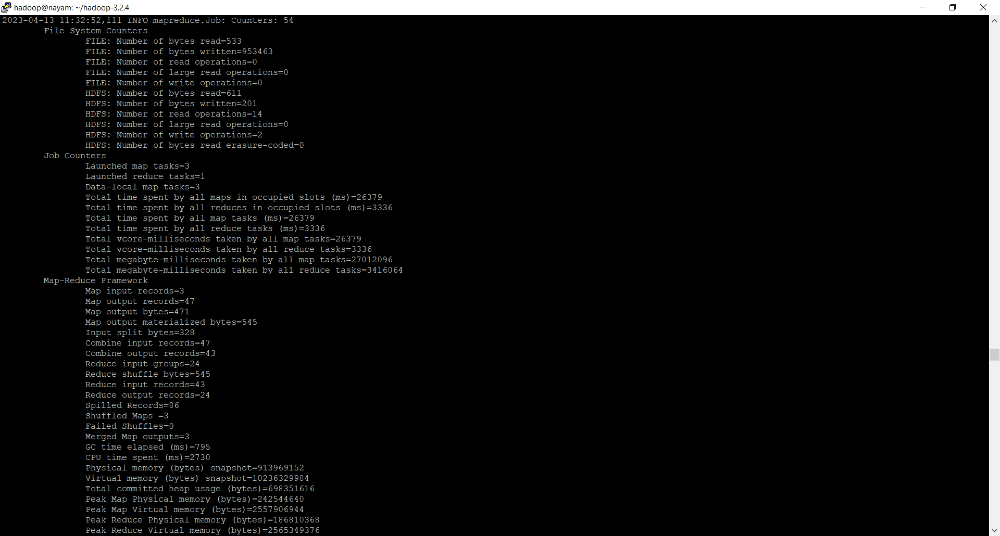 hadoop@nayam: ~/hadoop-3.2.4
2023-04-13 11:32:52,111 INFO mapreduce.Job: Counters: 54
File System Counters
FILE: Number of bytes read=533
FILE: Number of bytes written=953463
FILE: Number of read operations=0
FILE: Number of large read operations=0
FILE: Number of write operations=0
HDFS: Number of bytes read=611
HDFS: Number of bytes written=201
HDFS: Number of read operations=14
HDFS: Number of large read operations=0
HDFS: Number of write operations=2
HDFS: Number of bytes read erasure-coded=0
Job Counters
Launched map tasks=3
Launched reduce tasks=1
Data-local map tasks=3
Total time spent by all maps in occupied slots (ms)=26379
Total time spent by all reduces in occupied slots (ms)=3336
Total time spent by all map tasks (ms)=26379
Total time spent by all reduce tasks (ms)=3336
Total vcore-milliseconds taken by all map tasks=26379
Total vcore-milliseconds taken by all reduce tasks=3336
Total megabyte-milliseconds taken by all map tasks=27012096
Total megabyte-milliseconds taken by all reduce tasks=3416064
Map-Reduce Framework
Map input records=3
Map output records=47
Map output bytes=471
Map output materialized bytes=545
Input split bytes=328
Combine input records=47
Combine output records=43
Reduce input groups=24
Reduce shuffle bytes=545
Reduce input records=43
Reduce output records=24
Spilled Records=86
Shuffled Maps =3
Failed Shuffles=0
Merged Map outputs=3
GC time elapsed (ms)=795
CPU time spent (ms)=2730
Physical memory (bytes) snapshot=913969152
Virtual memory (bytes) snapshot=10236329984
Total committed heap usage (bytes)=698351616
Peak Map Physical memory (bytes)=242544640
Peak Map Virtual memory (bytes)=2557906944
Peak Reduce Physical memory (bytes)=186810368
Peak Reduce Virtual memory (bytes)=2565349376